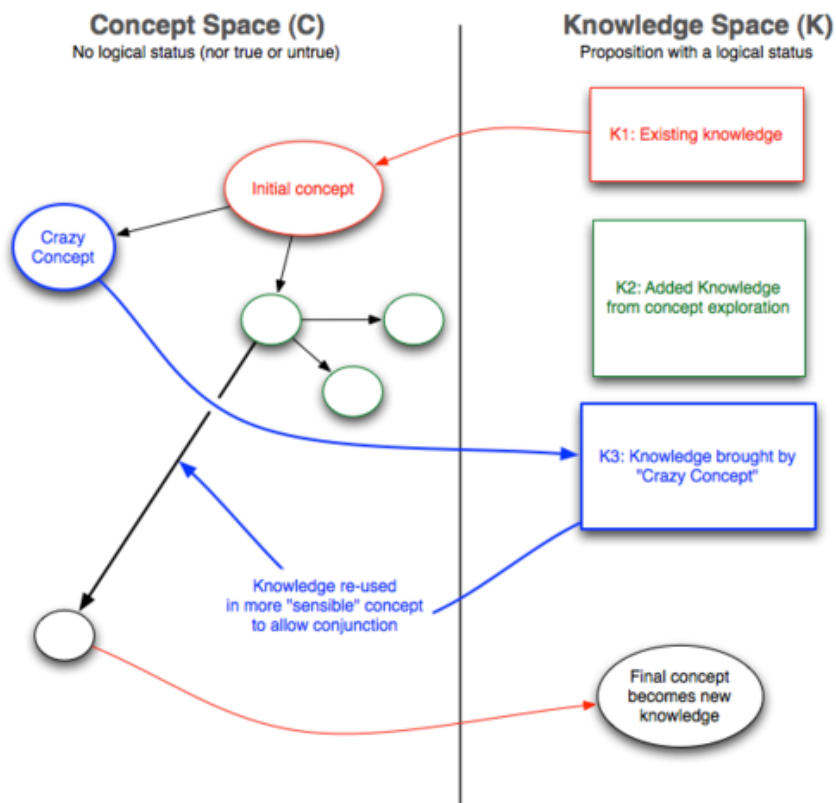 Concept Space (C)
No logical status (nor true or untrue)
Knowledge Space (K)
Proposition with a logical status
K1: Existing knowledge
Initial concept
Crazy
Concept
K2: Added Knowledge
from concept exploration
K3: Knowledge brought by
"Crazy Concept"
Knowledge re-used
in more "sensible" concept
to allow conjunction
Final concept
becomes new
knowledge